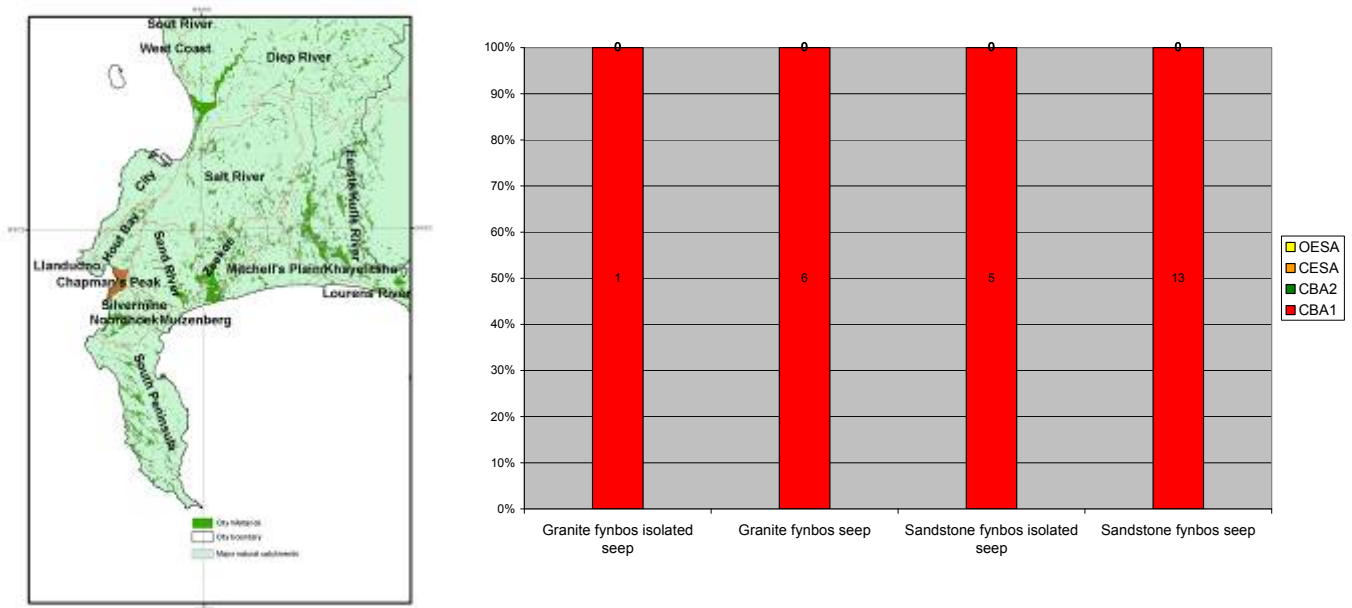 Sout River
West Coast
Diep River
Eerste/Kuils River
Salt River
City
Hout Bay
Sand River
Zeekoe
Llandudno
Mitchell's Plain Khayelitsha
Chapman's Peak
Lourens River
Silvermine
Noordhoek Muizenberg
South Peninsula
City Wetlands
City boundary
Major natural catchments
100%
90%
80%
70%
60%
50%
40%
30%
20%
10%
0%
0 0 0 0
1 6 5 13
Granite fynbos isolated seep
Granite fynbos seep
Sandstone fynbos isolated seep
Sandstone fynbos seep
OESA
CESA
CBA2
CBA1